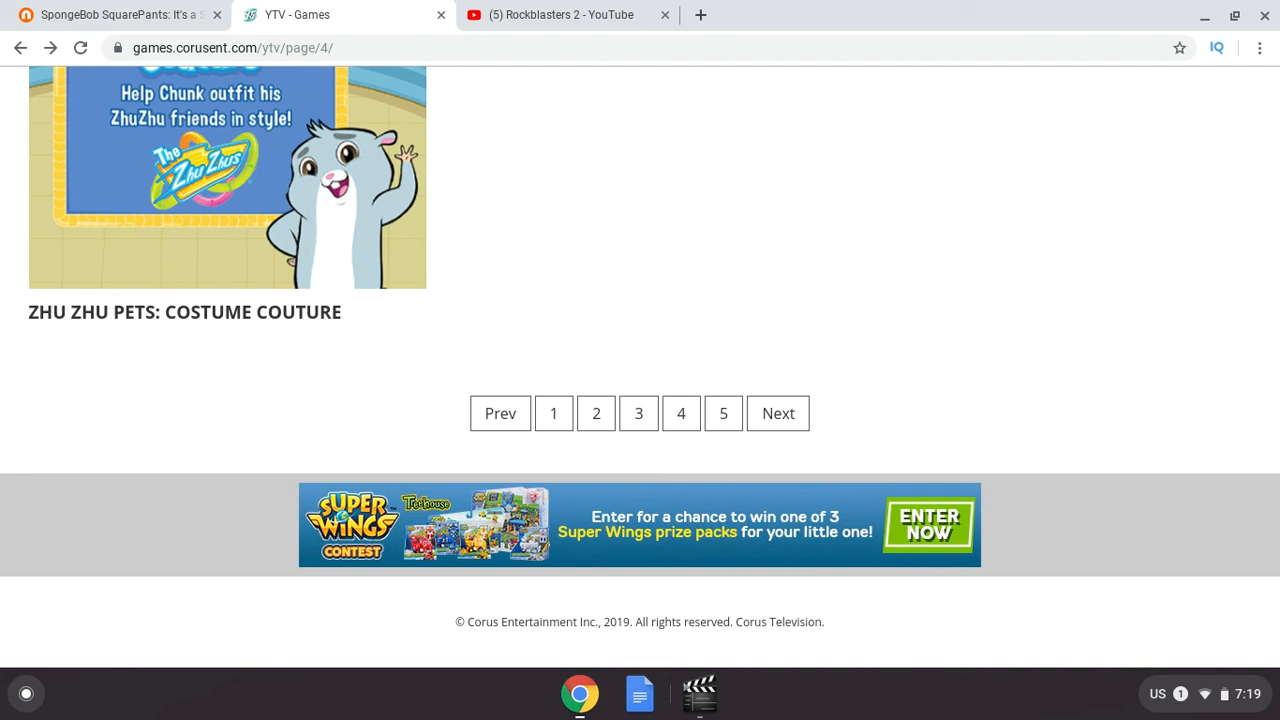 SpongeBob SquarePants: It's a S
YTV - Games
(5) Rockblasters 2 - YouTube
games.corusent.com/ytv/page/4/
IQ
Help Chunk outfit his
ZhuZhu friends in style!
The
ZhuZhus
ZHU ZHU PETS: COSTUME COUTURE
Prev 1 2 3 4 5 Next
SUPER WINGS CONTEST
Treehouse
Enter for a chance to win one of 3
Super Wings prize packs for your little one!
ENTER NOW
© Corus Entertainment Inc., 2019. All rights reserved. Corus Television.
US 1 7:19